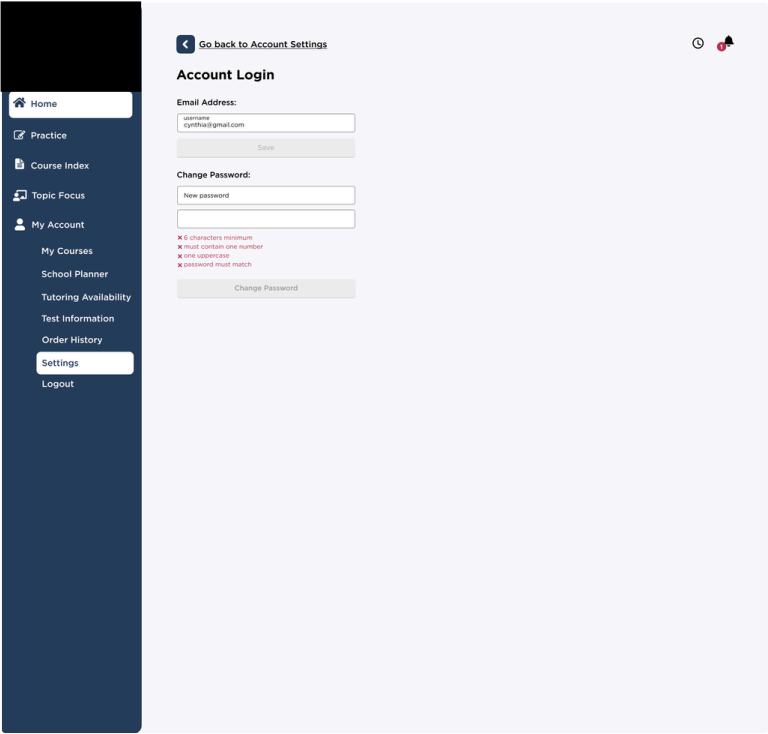 Go back to Account Settings
1
Account Login
Home
Email Address:
username
cynthia@gmail.com
Practice
Save
Course Index
Change Password:
Topic Focus
New password
My Account
6 characters minimum
must contain one number
one uppercase
password must match
My Courses
School Planner
Change Password
Tutoring Availability
Test Information
Order History
Settings
Logout